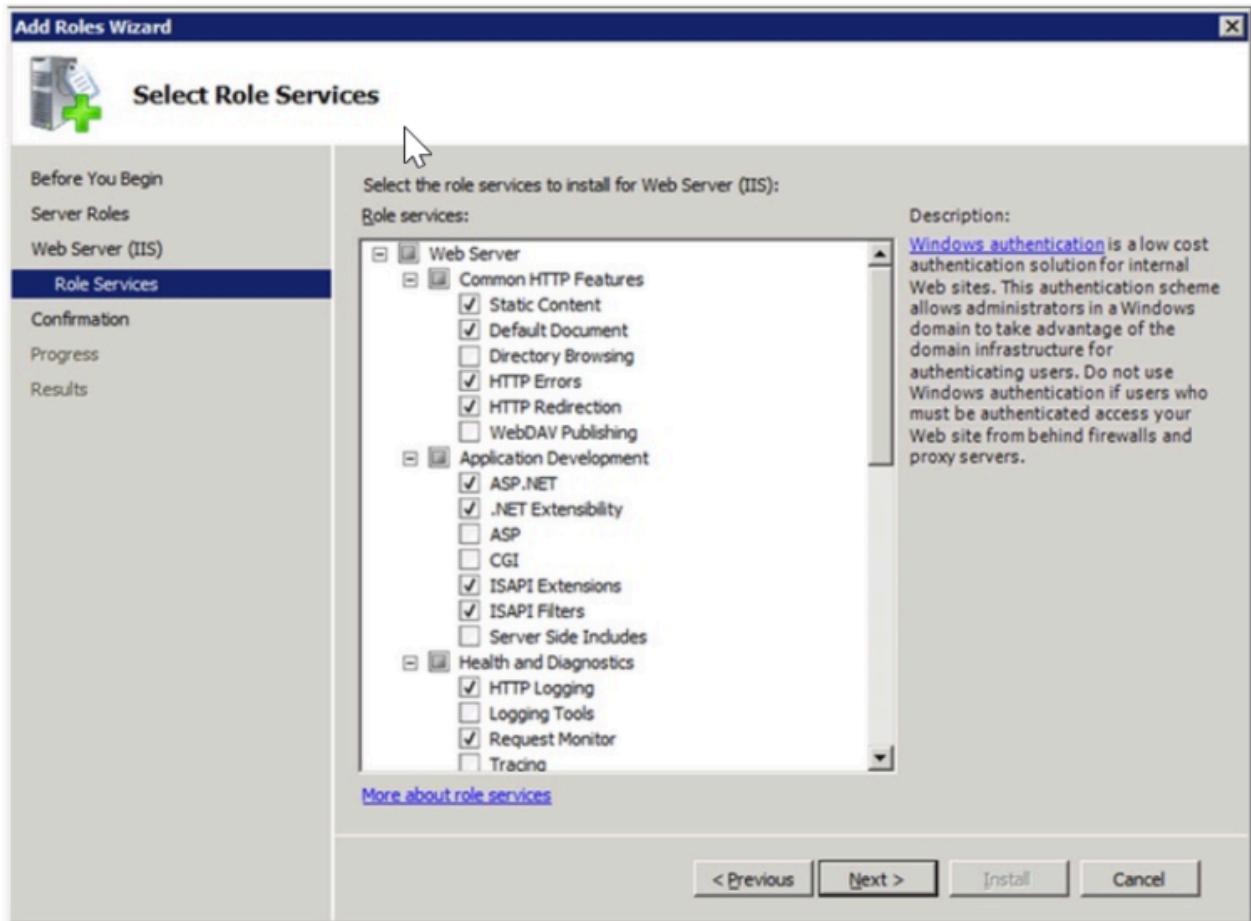 Add Roles Wizard
Select Role Services
Before You Begin
Server Roles
Web Server (IIS)
Role Services
Confirmation
Progress
Results
Select the role services to install for Web Server (IIS):
Role services:
Web Server
Common HTTP Features
Static Content
Default Document
Directory Browsing
HTTP Errors
HTTP Redirection
WebDAV Publishing
Application Development
ASP.NET
.NET Extensibility
ASP
CGI
ISAPI Extensions
ISAPI Filters
Server Side Includes
Health and Diagnostics
HTTP Logging
Logging Tools
Request Monitor
Tracing
More about role services
Description:
Windows authentication is a low cost
authentication solution for internal
Web sites. This authentication scheme
allows administrators in a Windows
domain to take advantage of the
domain infrastructure for
authenticating users. Do not use
Windows authentication if users who
must be authenticated access your
Web site from behind firewalls and
proxy servers.
< Previous
Next >
Install
Cancel